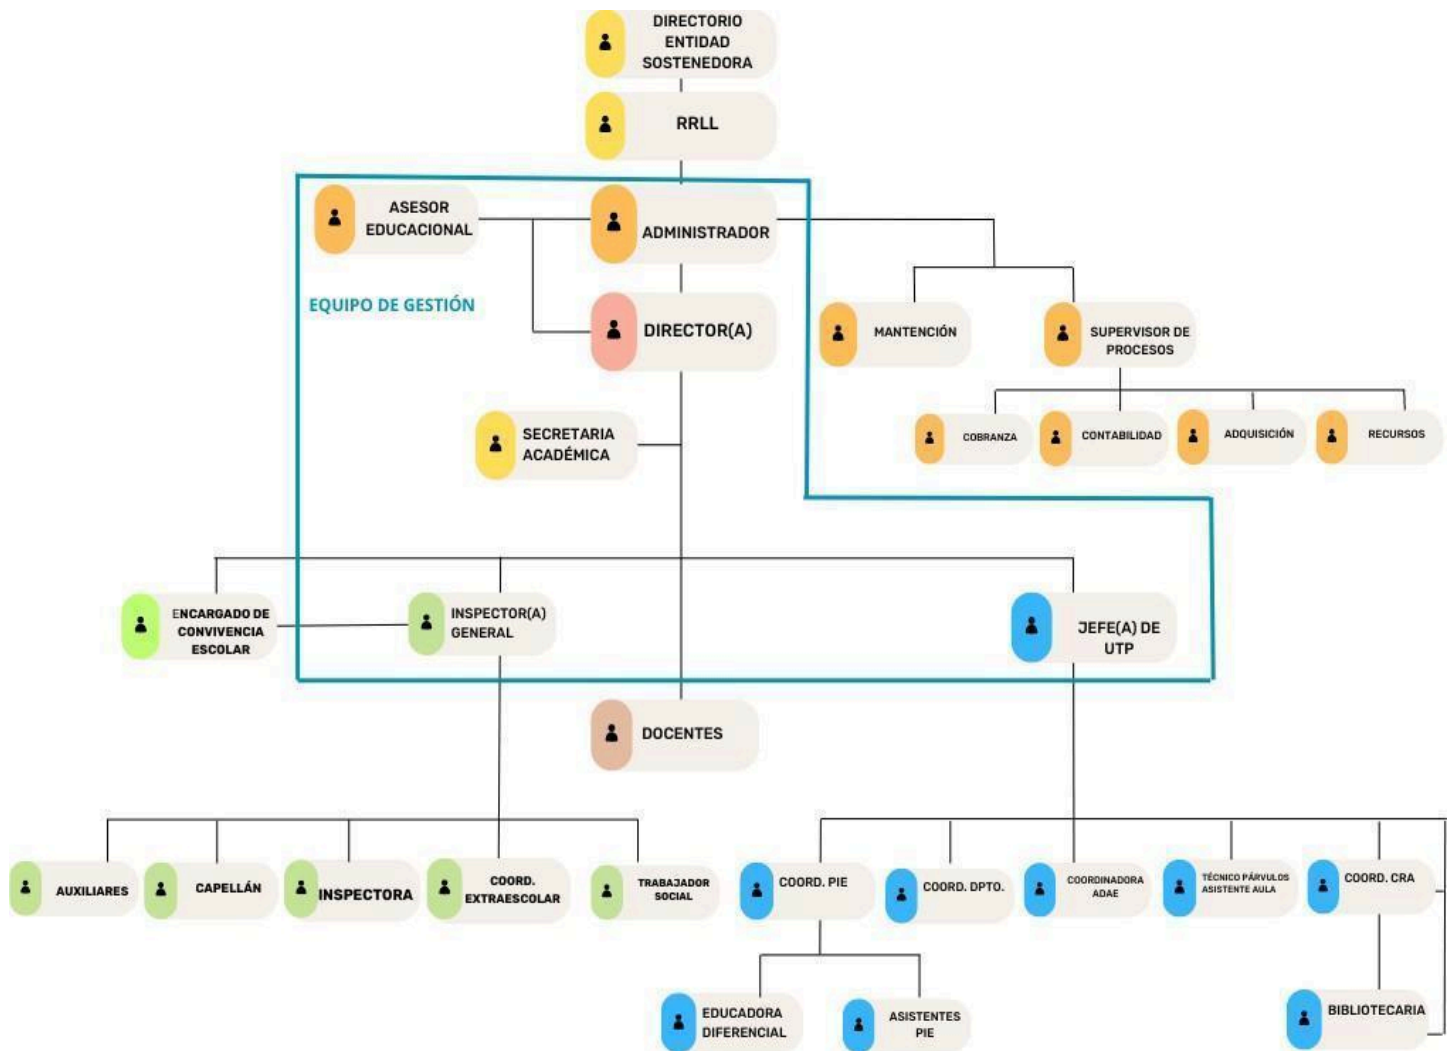 DIRECTORIO
ENTIDAD
SOSTENEDORA
RRLL
ASESOR
EDUCACIONAL
ADMINISTRADOR
EQUIPO DE GESTIÓN
DIRECTOR(A)
MANTENCIÓN
SUPERVISOR DE
PROCESOS
SECRETARIA
ACADÉMICA
COBRANZA
CONTABILIDAD
ADQUISICIÓN
RECURSOS
ENCARGADO DE
CONVIVENCIA
ESCOLAR
INSPECTOR(A)
GENERAL
JEFE(A) DE
UTP
DOCENTES
AUXILIARES
CAPELLÁN
INSPECTORA
COORD.
EXTRAESCOLAR
TRABAJADOR
SOCIAL
COORD. PIE
COORD. DPTO.
COORDINADORA
ADAE
TÉCNICO PÁRVULOS
ASISTENTE AULA
COORD. CRA
EDUCADORA
DIFERENCIAL
ASISTENTES
PIE
BIBLIOTECARIA